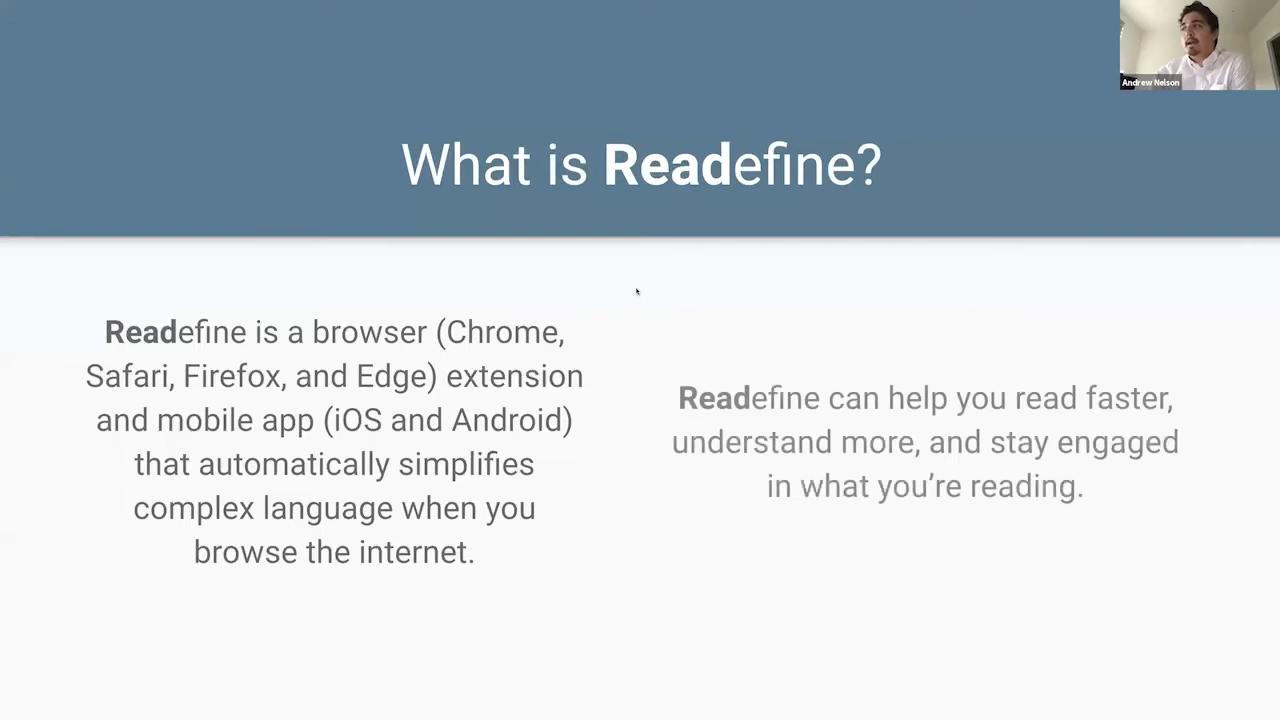 Andrew Nelson
What is Readefine?
Readefine is a browser (Chrome,
Safari, Firefox, and Edge) extension
and mobile app (iOS and Android)
that automatically simplifies
complex language when you
browse the internet.
Readefine can help you read faster,
understand more, and stay engaged
in what you’re reading.